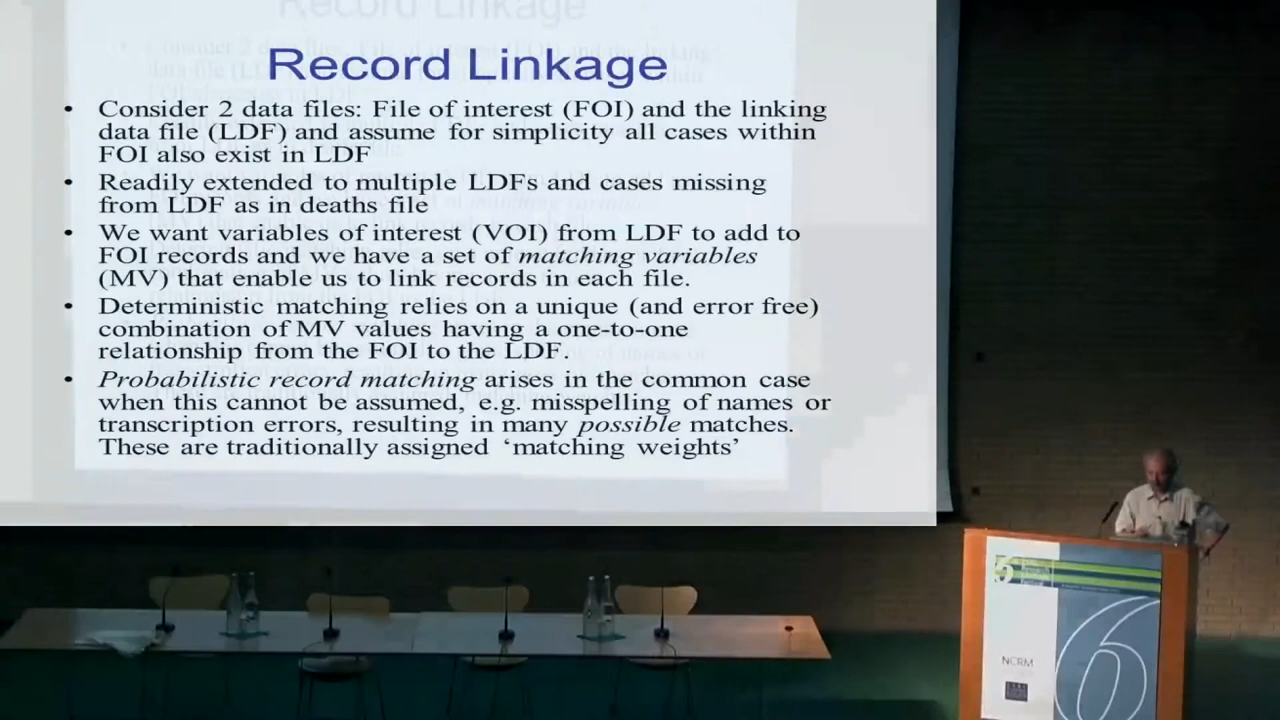 Record Linkage
• Consider 2 data files: File of interest (FOI) and the linking
data file (LDF) and assume for simplicity all cases within
FOI also exist in LDF
• Readily extended to multiple LDFs and cases missing
from LDF as in deaths file
• We want variables of interest (VOI) from LDF to add to
FOI records and we have a set of matching variables
(MV) that enable us to link records in each file.
• Deterministic matching relies on a unique (and error free)
combination of MV values having a one-to-one
relationship from the FOI to the LDF.
• Probabilistic record matching arises in the common case
when this cannot be assumed, e.g. misspelling of names or
transcription errors, resulting in many possible matches.
These are traditionally assigned ‘matching weights’
6
NCRM